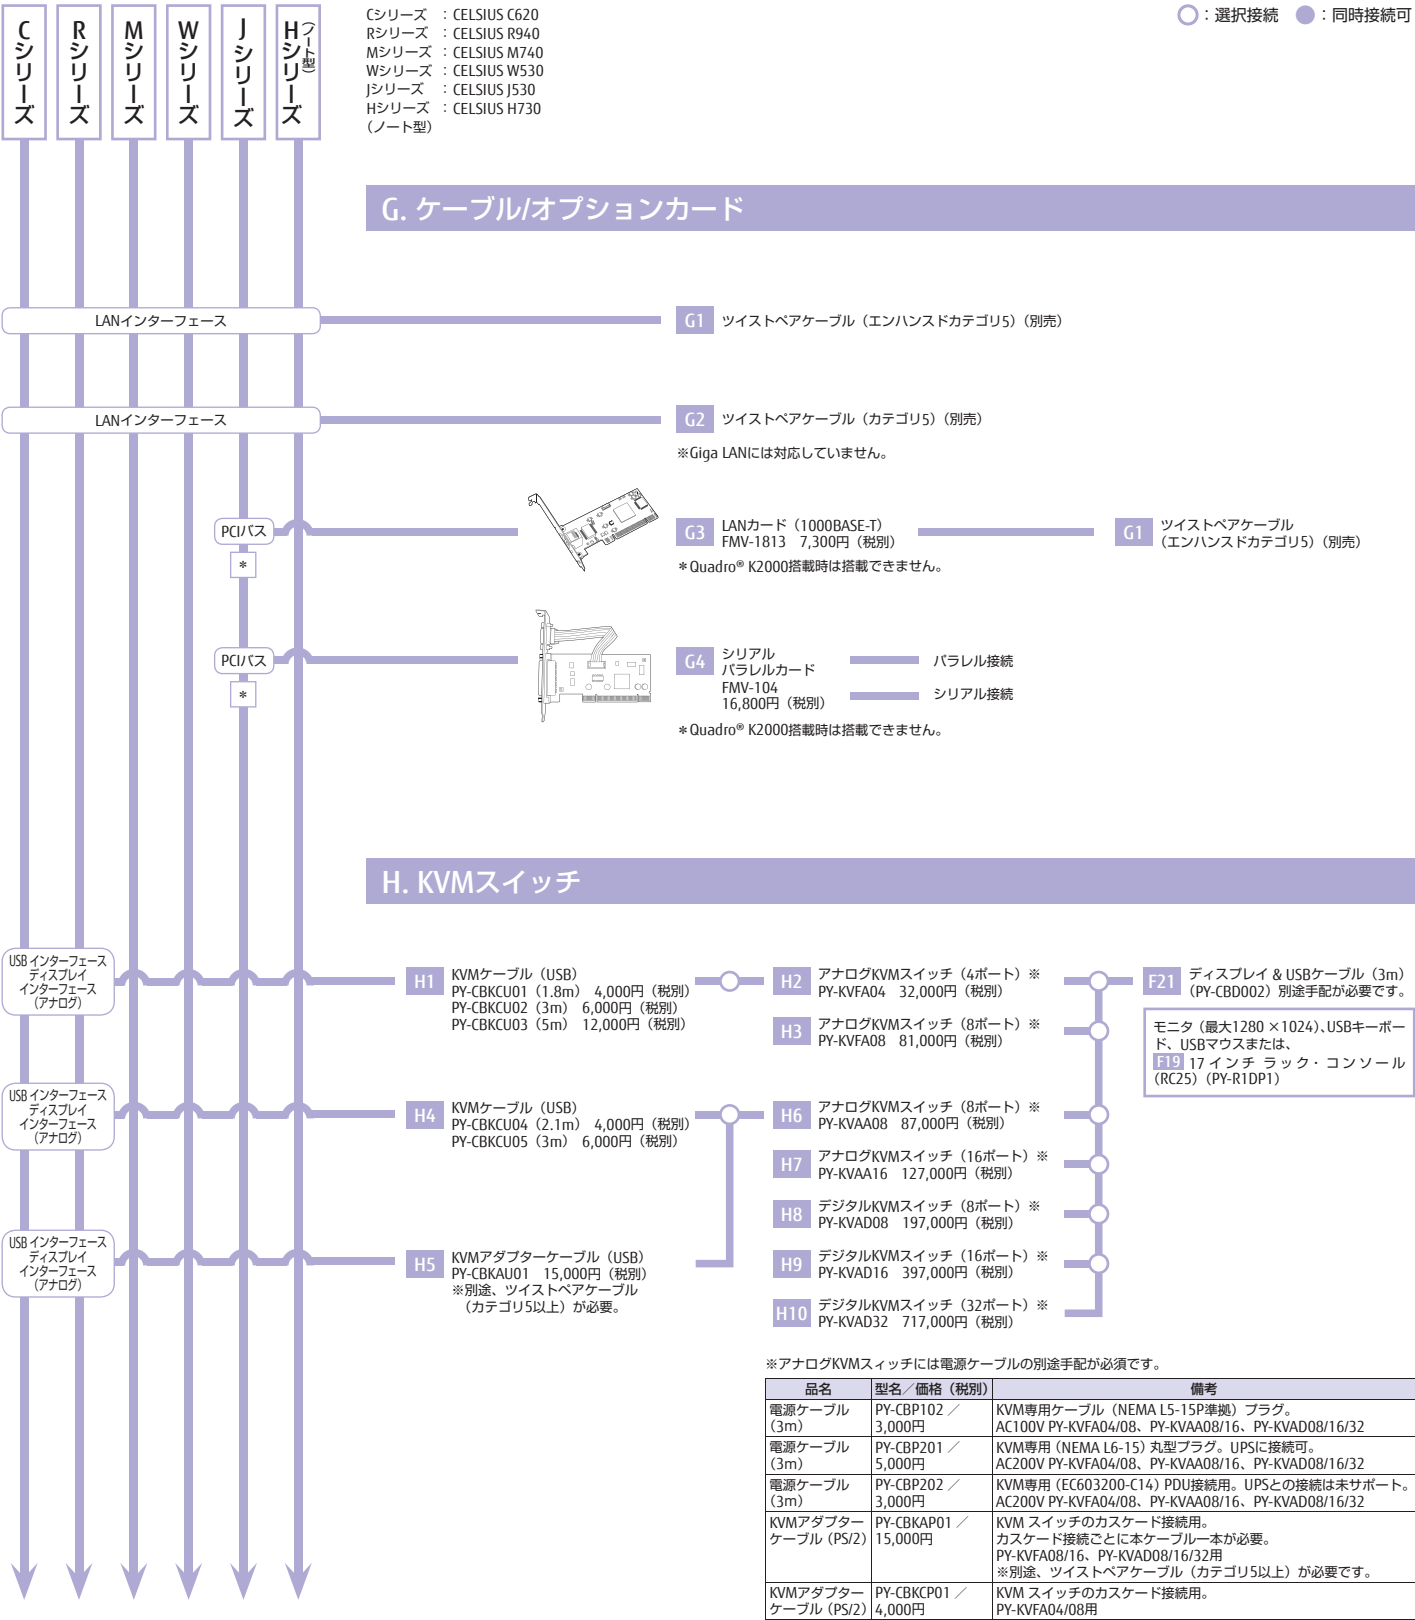 Cシリーズ
Rシリーズ
Mシリーズ
Wシリーズ
Jシリーズ
Hシリーズ
（ノート型）
Cシリーズ ：CELSIUS C620
Rシリーズ ：CELSIUS R940
Mシリーズ ：CELSIUS M740
Wシリーズ ：CELSIUS W530
Jシリーズ ：CELSIUS J530
Hシリーズ ：CELSIUS H730
（ノート型）
：選択接続 ：同時接続可
G. ケーブル/オプションカード
LANインターフェース
G1 ツイストペアケーブル（エンハンスドカテゴリ5）（別売）
LANインターフェース
G2 ツイストペアケーブル（カテゴリ5）（別売）
※Giga LANには対応していません。
PCIバス
*
G3 LANカード（1000BASE-T）
FMV-1813 7,300円（税別）
＊Quadro® K2000搭載時は搭載できません。
G1 ツイストペアケーブル
（エンハンスドカテゴリ5）（別売）
PCIバス
*
G4 シリアル
パラレルカード
FMV-104
16,800円（税別）
パラレル接続
シリアル接続
＊Quadro® K2000搭載時は搭載できません。
H. KVMスイッチ
USB インターフェース
ディスプレイ
インターフェース
（アナログ）
H1 KVMケーブル（USB）
PY-CBKCU01（1.8m） 4,000円（税別）
PY-CBKCU02（3m） 6,000円（税別）
PY-CBKCU03（5m） 12,000円（税別）
H2 アナログKVMスイッチ（4ポート）※
PY-KVFA04 32,000円（税別）
H3 アナログKVMスイッチ（8ポート）※
PY-KVFA08 81,000円（税別）
F21 ディスプレイ & USBケーブル（3m）
（PY-CBD002）別途手配が必要です。
モニタ（最大1280 ×1024）、USBキーボー
ド、USBマウスまたは、
F19 17 インチ ラック・コンソール
（RC25）（PY-R1DP1）
USB インターフェース
ディスプレイ
インターフェース
（アナログ）
H4 KVMケーブル（USB）
PY-CBKCU04（2.1m） 4,000円（税別）
PY-CBKCU05（3m） 6,000円（税別）
H6 アナログKVMスイッチ（8ポート）※
PY-KVAA08 87,000円（税別）
H7 アナログKVMスイッチ（16ポート）※
PY-KVAA16 127,000円（税別）
H8 デジタルKVMスイッチ（8ポート）※
PY-KVAD08 197,000円（税別）
USB インターフェース
ディスプレイ
インターフェース
（アナログ）
H5 KVMアダプターケーブル（USB）
PY-CBKAU01 15,000円（税別）
※別途、ツイストペアケーブル
（カテゴリ5以上）が必要。
H9 デジタルKVMスイッチ（16ポート）※
PY-KVAD16 397,000円（税別）
H10 デジタルKVMスイッチ（32ポート）※
PY-KVAD32 717,000円（税別）
※アナログKVMスィッチには電源ケーブルの別途手配が必須です。
品名 型名／価格（税別） 備考
電源ケーブル PY-CBP102 ／ KVM専用ケーブル（NEMA L5-15P準拠）プラグ。
（3m） 3,000円 AC100V PY-KVFA04/08、PY-KVAA08/16、PY-KVAD08/16/32
電源ケーブル PY-CBP201 ／ KVM専用（NEMA L6-15）丸型プラグ。UPSに接続可。
（3m） 5,000円 AC200V PY-KVFA04/08、PY-KVAA08/16、PY-KVAD08/16/32
電源ケーブル PY-CBP202 ／ KVM専用（EC603200-C14）PDU接続用。UPSとの接続は未サポート。
（3m） 3,000円 AC200V PY-KVFA04/08、PY-KVAA08/16、PY-KVAD08/16/32
KVMアダプター PY-CBKAP01 ／ KVM スイッチのカスケード接続用。
ケーブル（PS/2） 15,000円 カスケード接続ごとに本ケーブル一本が必要。
PY-KVFA08/16、PY-KVAD08/16/32用
※別途、ツイストペアケーブル（カテゴリ5以上）が必要です。
KVMアダプター PY-CBKCP01 ／ KVM スイッチのカスケード接続用。
ケーブル（PS/2） 4,000円 PY-KVFA04/08用